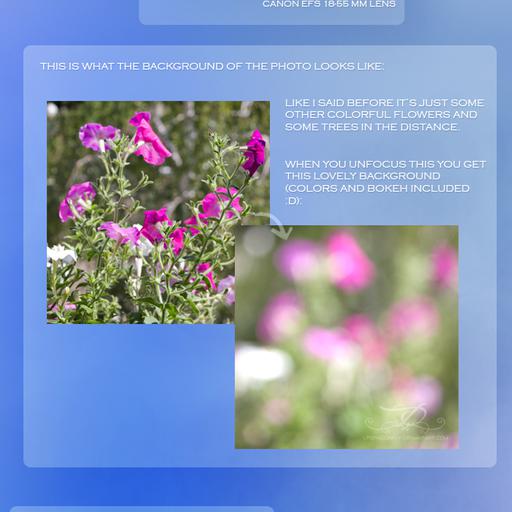 CANON EFS 18-55 MM LENS
THIS IS WHAT THE BACKGROUND OF THE PHOTO LOOKS LIKE:
LIKE I SAID BEFORE IT'S JUST SOME
OTHER COLORFUL FLOWERS AND
SOME TREES IN THE DISTANCE.
WHEN YOU UNFOCUS THIS YOU GET
THIS LOVELY BACKGROUND
(COLORS AND BOKEH INCLUDED
:D):